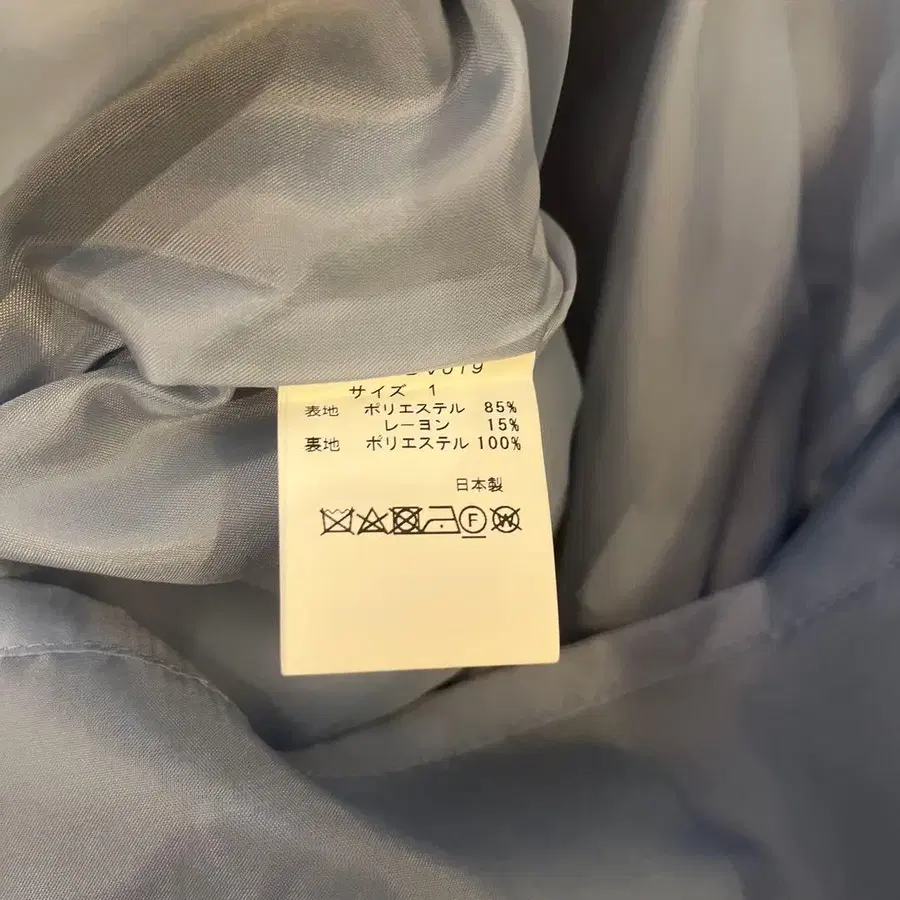 サイズ 1
表地 ポリエステル 85%
レーヨン 15%
裏地 ポリエステル 100%
日本製
F W